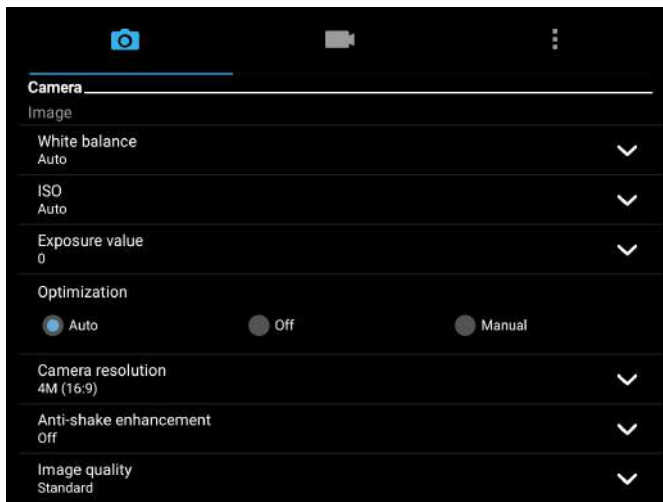 Camera
Image
White balance
Auto
ISO
Auto
Exposure value
0
Optimization
Auto Off Manual
Camera resolution
4M (16:9)
Anti-shake enhancement
Off
Image quality
Standard